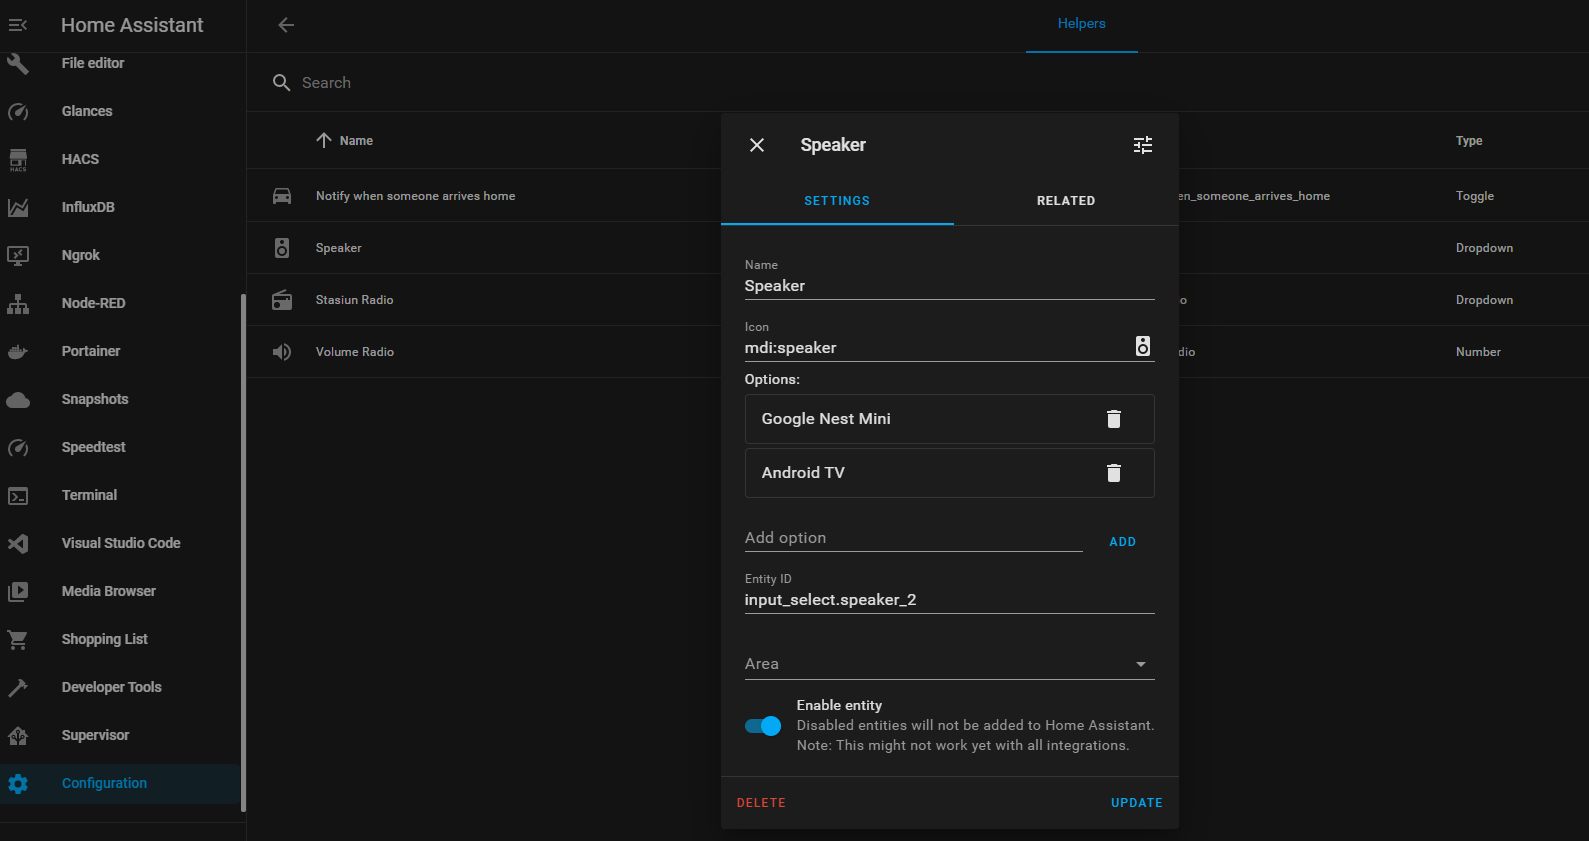 Home Assistant
File editor
Glances
HACS
HACS
InfluxDB
Ngrok
Node-RED
Portainer
Snapshots
Speedtest
Terminal
Visual Studio Code
Media Browser
Shopping List
Developer Tools
Supervisor
Configuration
Helpers
Search
Name
Type
Notify when someone arrives home
en_someone_arrives_home
Toggle
Speaker
Dropdown
Stasiun Radio
o
Dropdown
Volume Radio
dio
Number
Speaker
SETTINGS
RELATED
Name
Speaker
Icon
mdi:speaker
Options:
Google Nest Mini
Android TV
Add option
ADD
Entity ID
input_select.speaker_2
Area
Enable entity
Disabled entities will not be added to Home Assistant.
Note: This might not work yet with all integrations.
DELETE
UPDATE